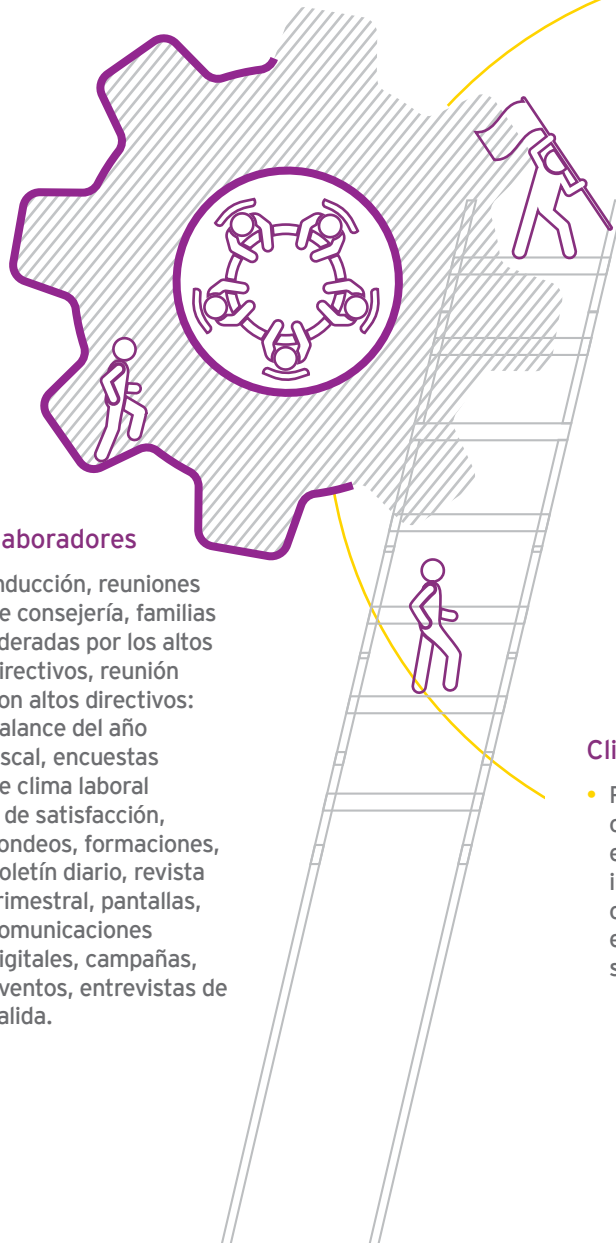 aboradores
nducción, reuniones
e consejería, familias
deradas por los altos
irectivos, reunión
on altos directivos:
alance del año
scal, encuestas
e clima laboral
de satisfacción,
ondeos, formaciones,
oletín diario, revista
rimestral, pantallas,
omunicaciones
igitales, campañas,
ventos, entrevistas de
alida.
Cli
•
e
i
e
s